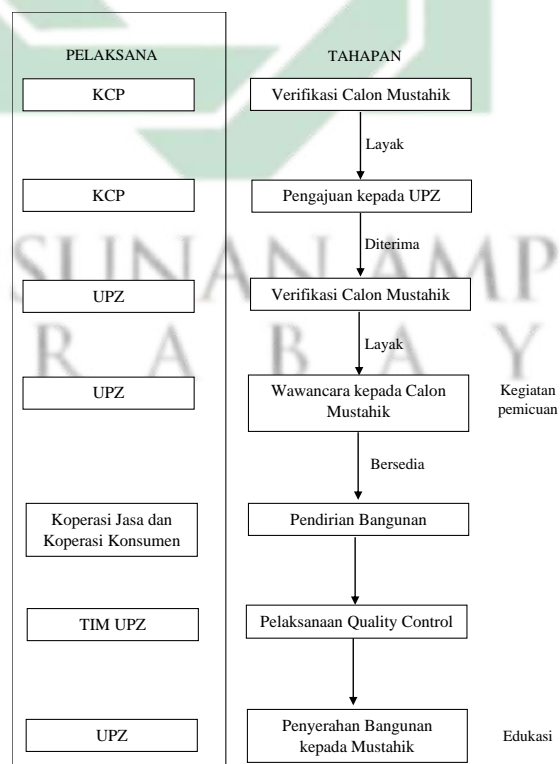 PELAKSANA
TAHAPAN
KCP
Verifikasi Calon Mustahik
Layak
KCP
Pengajuan kepada UPZ
Diterima
SUNAN AMP
UPZ
Verifikasi Calon Mustahik
Layak
R A B A Y
UPZ
Wawancara kepada Calon
Mustahik
Kegiatan
pemicuan
Bersedia
Koperasi Jasa dan
Koperasi Konsumen
Pendirian Bangunan
TIM UPZ
Pelaksanaan Quality Control
UPZ
Penyerahan Bangunan
kepada Mustahik
Edukasi